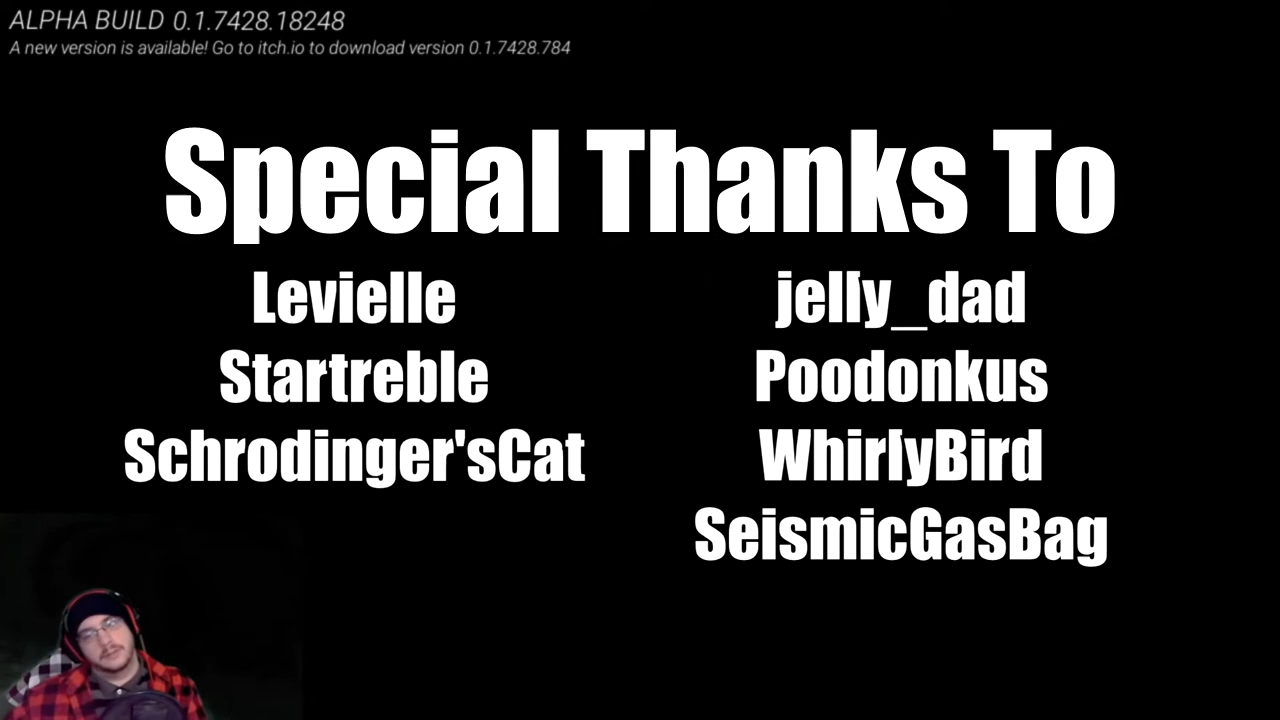 ALPHA BUILD 0.1.7428.18248
A new version is available! Go to itch.io to download version 0.1.7428.784
Special Thanks To
Levielle
Startreble
Schrodinger'sCat
jelly_dad
Poodonkus
WhirlyBird
SeismicGasBag